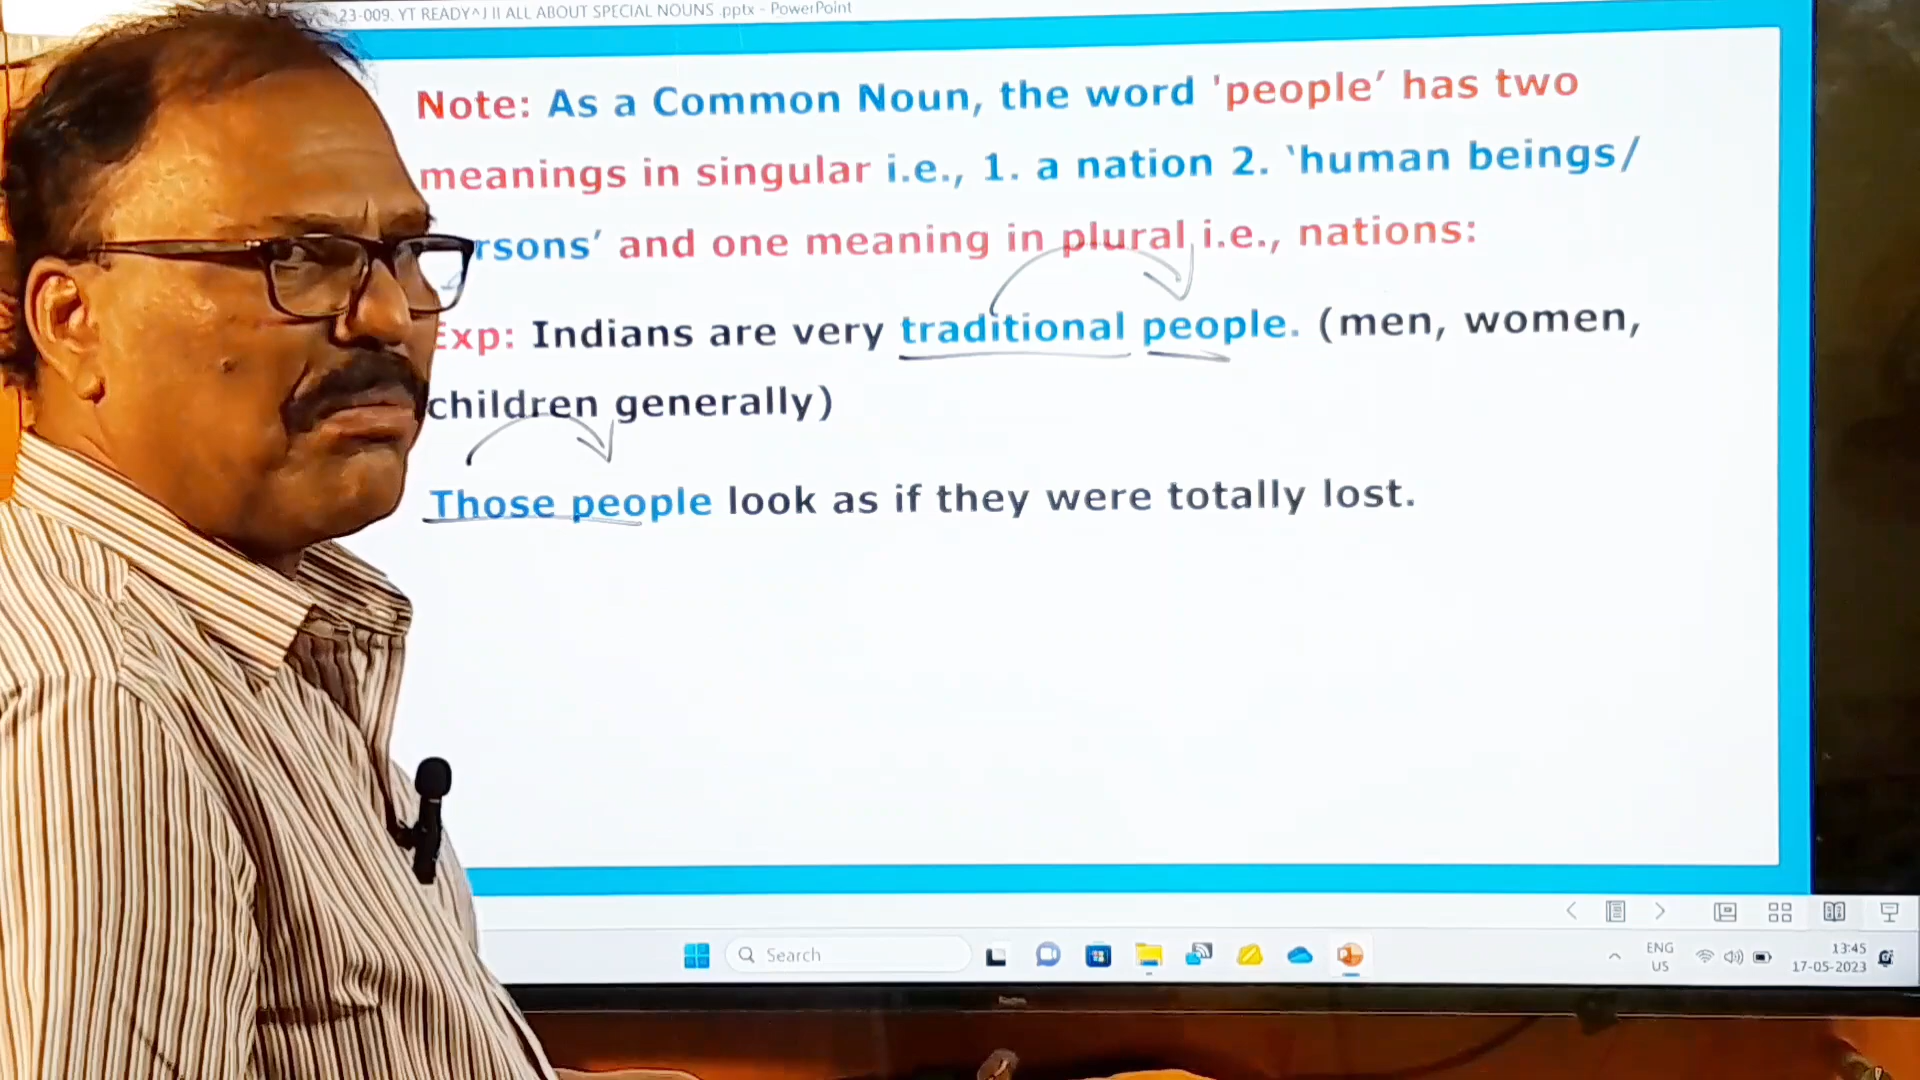 23-009. YT READY^J II ALL ABOUT SPECIAL NOUNS .pptx - PowerPoint
Note: As a Common Noun, the word 'people’ has two
meanings in singular i.e., 1. a nation 2. ‘human beings/
rsons’ and one meaning in plural i.e., nations:
Exp: Indians are very traditional people. (men, women,
children generally)
Those people look as if they were totally lost.
Search
ENG
US
13:45
17-05-2023